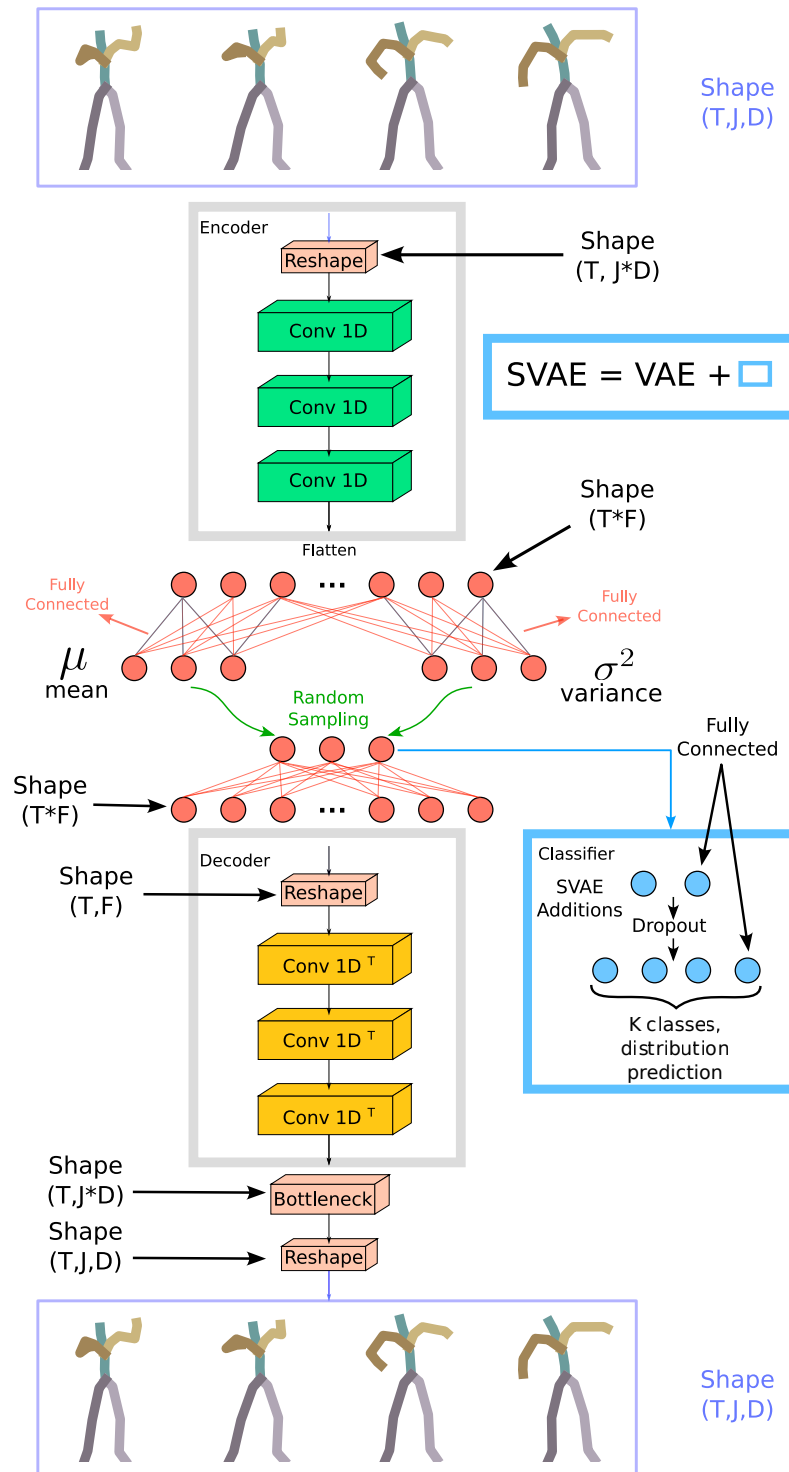 Shape
(T,J,D)
Encoder
Reshape
Shape
(T, J*D)
Conv 1D
SVAE = VAE +
Conv 1D
Conv 1D
Shape
(T*F)
Flatten
...
Fully
Connected
Fully
Connected
μ
mean
σ²
variance
Random
Sampling
Fully
Connected
Shape
(T*F)
...
Decoder
Classifier
Shape
(T,F)
Reshape
SVAE
Additions
Dropout
Conv 1D ᵀ
K classes,
distribution
prediction
Conv 1D ᵀ
Conv 1D ᵀ
Shape
(T,J*D)
Bottleneck
Shape
(T,J,D)
Reshape
Shape
(T,J,D)